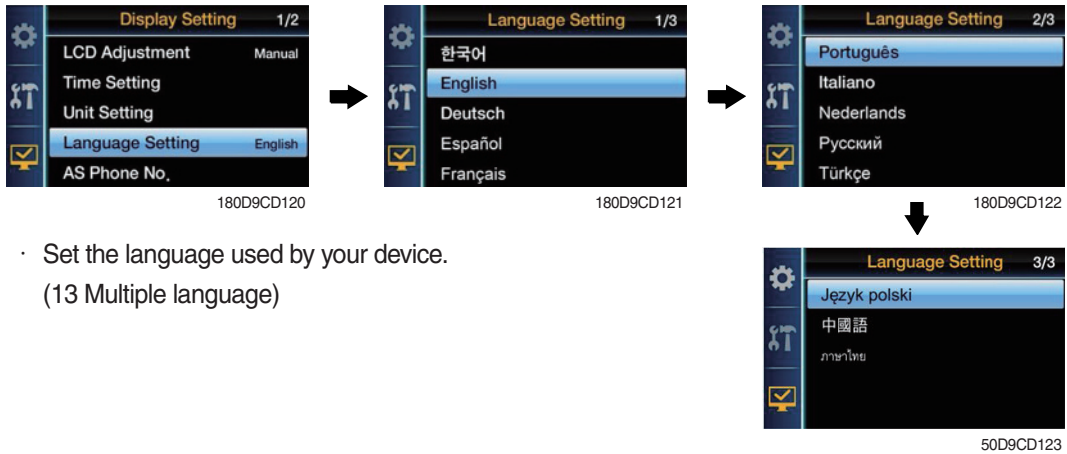 Display Setting 1/2
LCD Adjustment Manual
Time Setting
Unit Setting
Language Setting English
AS Phone No.
180D9CD120
Language Setting 1/3
한국어
English
Deutsch
Español
Français
180D9CD121
Language Setting 2/3
Português
Italiano
Nederlands
Русский
Türkçe
180D9CD122
· Set the language used by your device.
(13 Multiple language)
Language Setting 3/3
Język polski
中國語
ภาษาไทย
50D9CD123